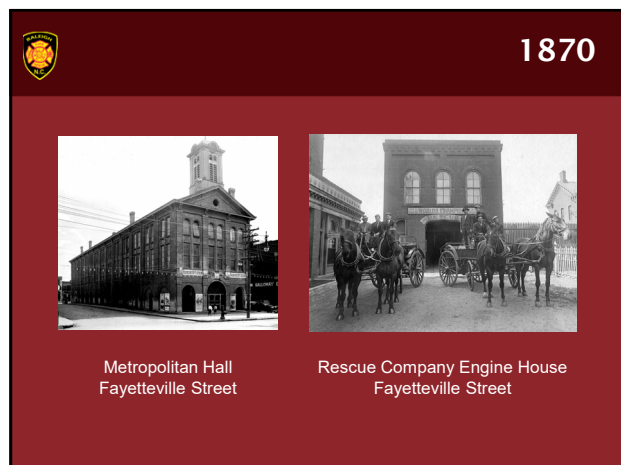 RALEIGH
N.C.
1870
Metropolitan Hall
Fayetteville Street
Rescue Company Engine House
Fayetteville Street